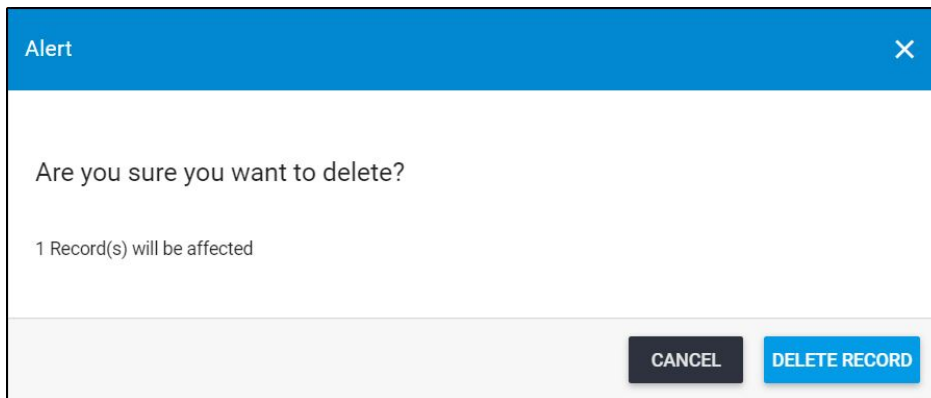 Alert
Are you sure you want to delete?
1 Record(s) will be affected
CANCEL DELETE RECORD